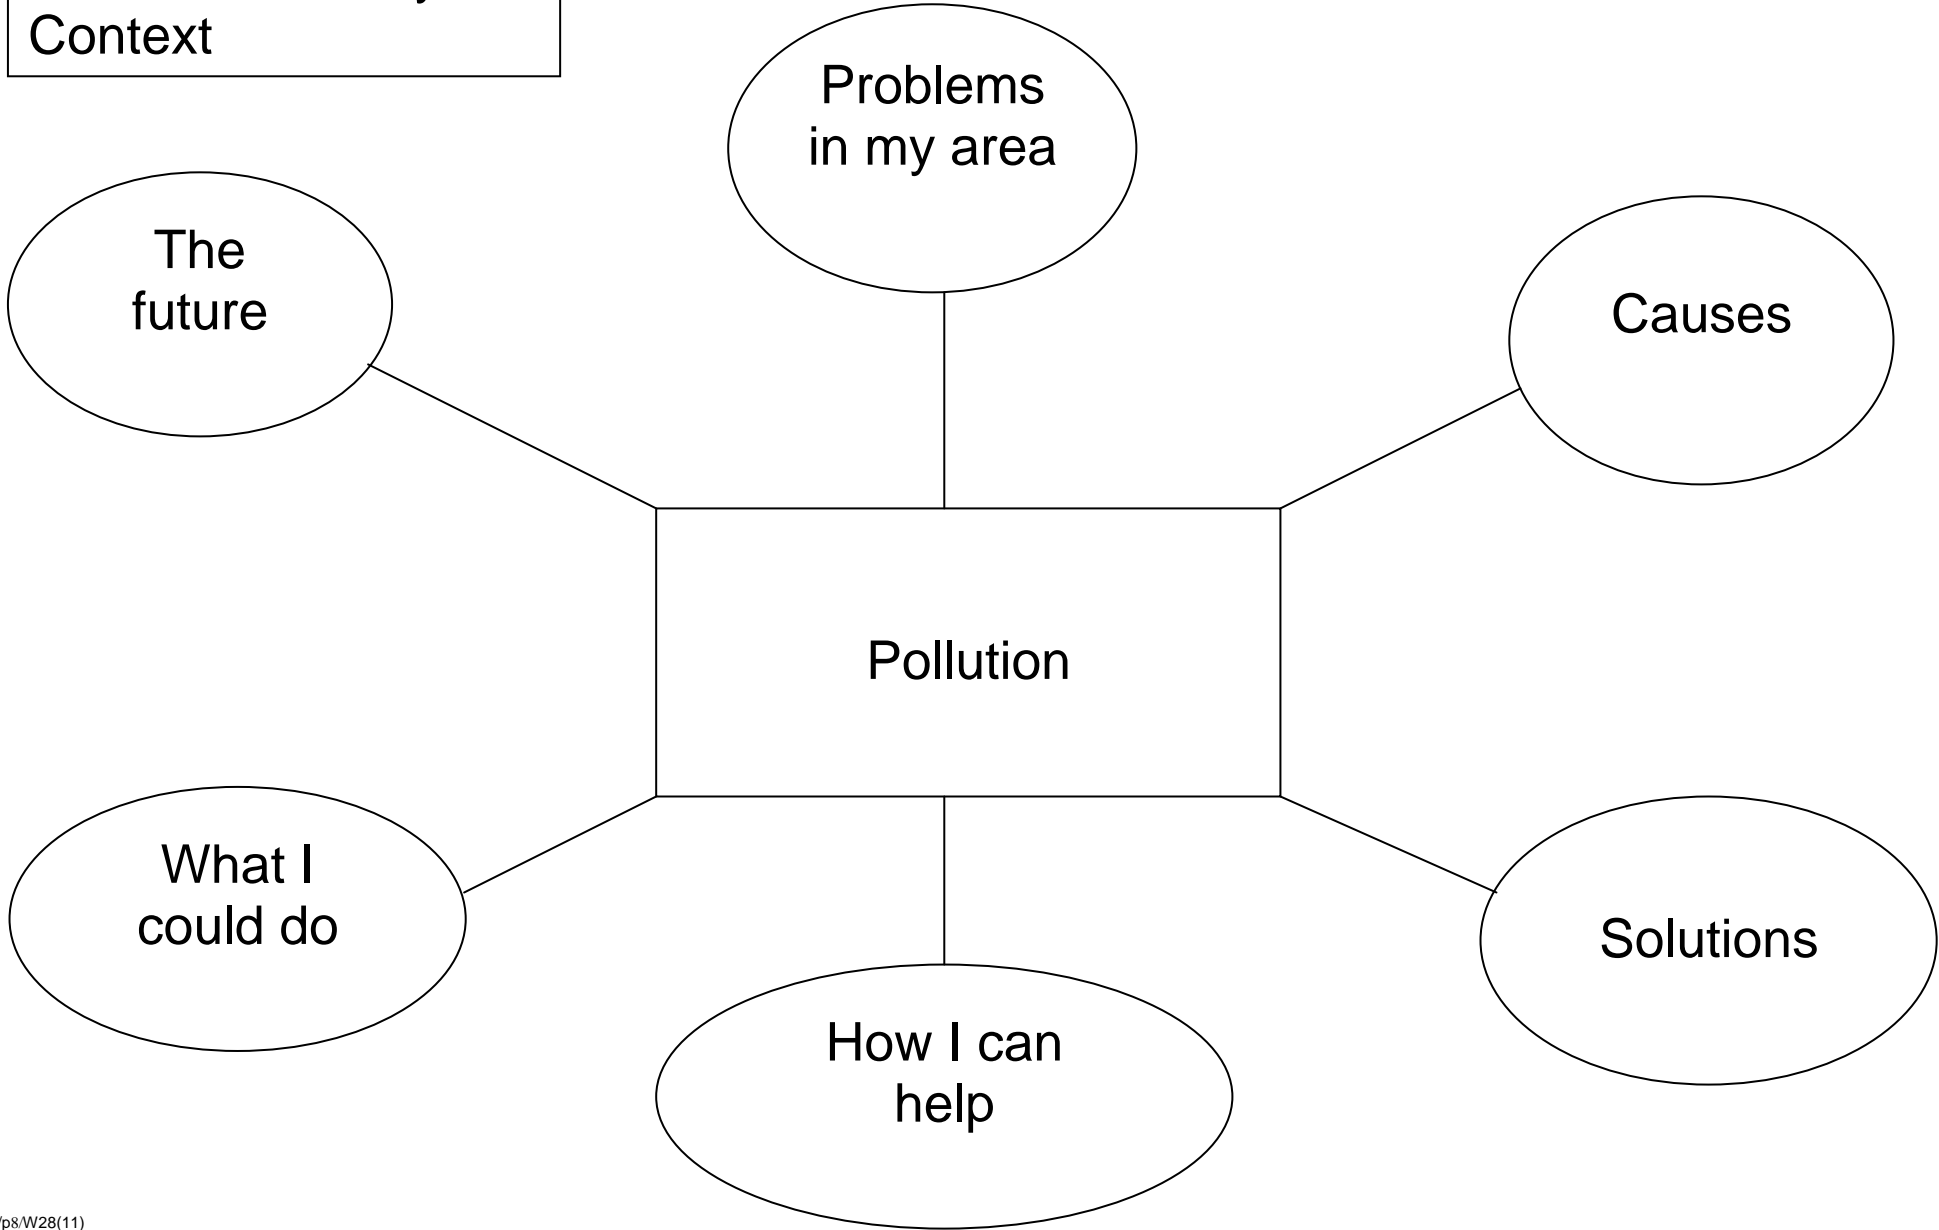 Context
Problems
in my area
The
future
Causes
Pollution
What I
could do
Solutions
How I can
help
/p8/W28(11)